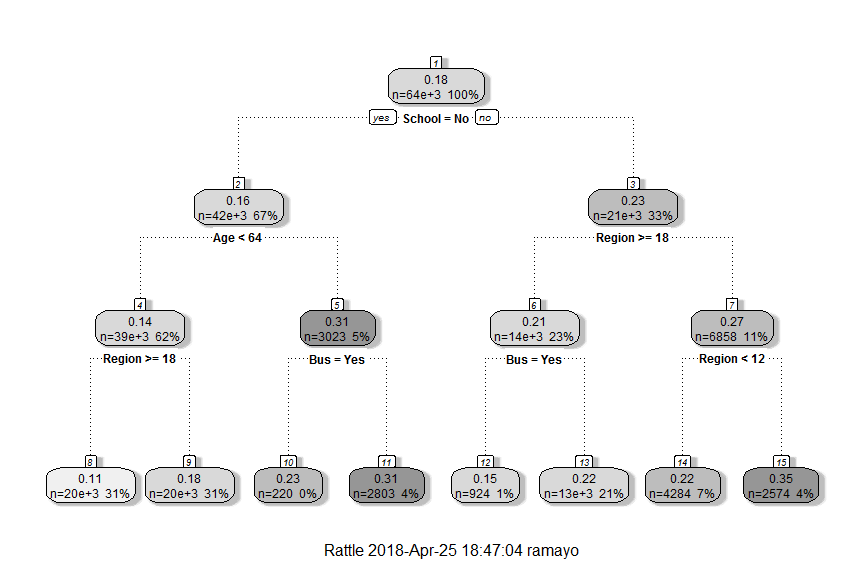 1
0.18
n=64e+3 100%
yes School = No no
2
0.16
n=42e+3 67%
3
0.23
n=21e+3 33%
Age < 64
Region >= 18
4
0.14
n=39e+3 62%
5
0.31
n=3023 5%
6
0.21
n=14e+3 23%
7
0.27
n=6858 11%
Region >= 18
Bus = Yes
Bus = Yes
Region < 12
8
0.11
n=20e+3 31%
9
0.18
n=20e+3 31%
10
0.23
n=220 0%
11
0.31
n=2803 4%
12
0.15
n=924 1%
13
0.22
n=13e+3 21%
14
0.22
n=4284 7%
15
0.35
n=2574 4%
Rattle 2018-Apr-25 18:47:04 ramayo